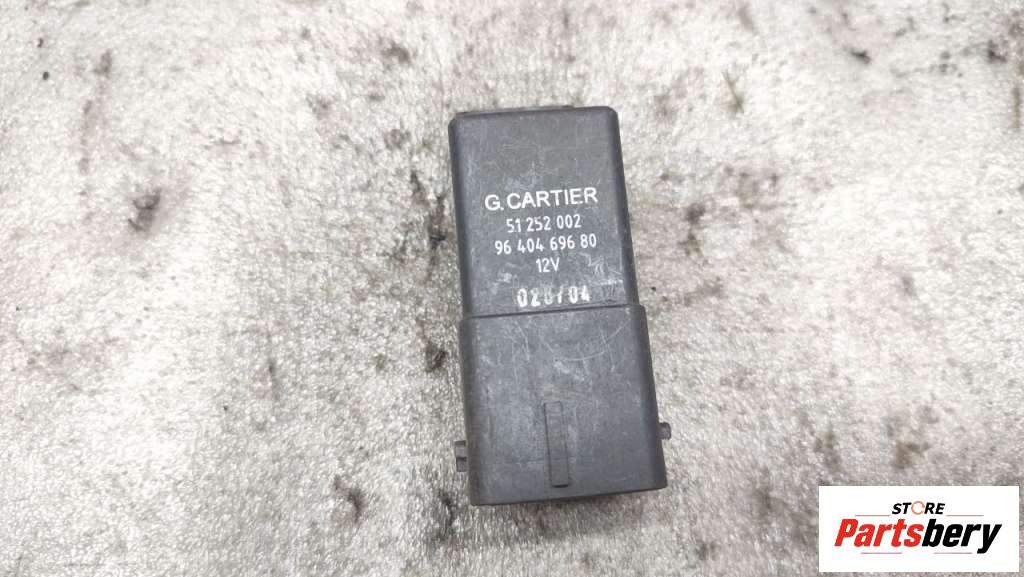 G. CARTIER
51 252 002
96 404 696 80
12V
STORE
Partsbery